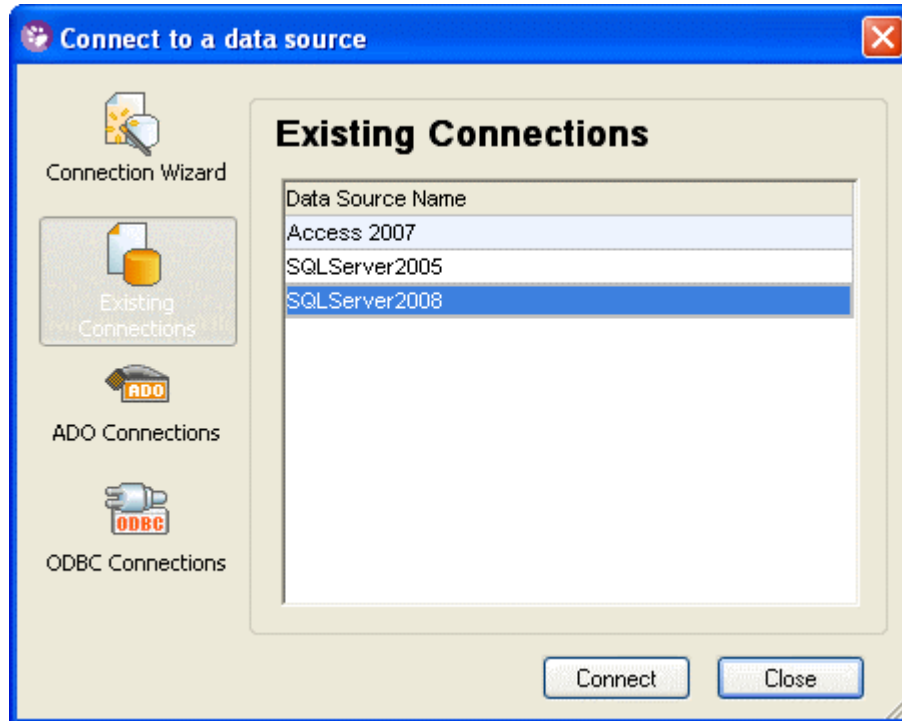 Connect to a data source
Connection Wizard
Existing
Connections
ADO
ADO Connections
ODBC
ODBC Connections
Existing Connections
Data Source Name
Access 2007
SQLServer2005
SQLServer2008
Connect
Close